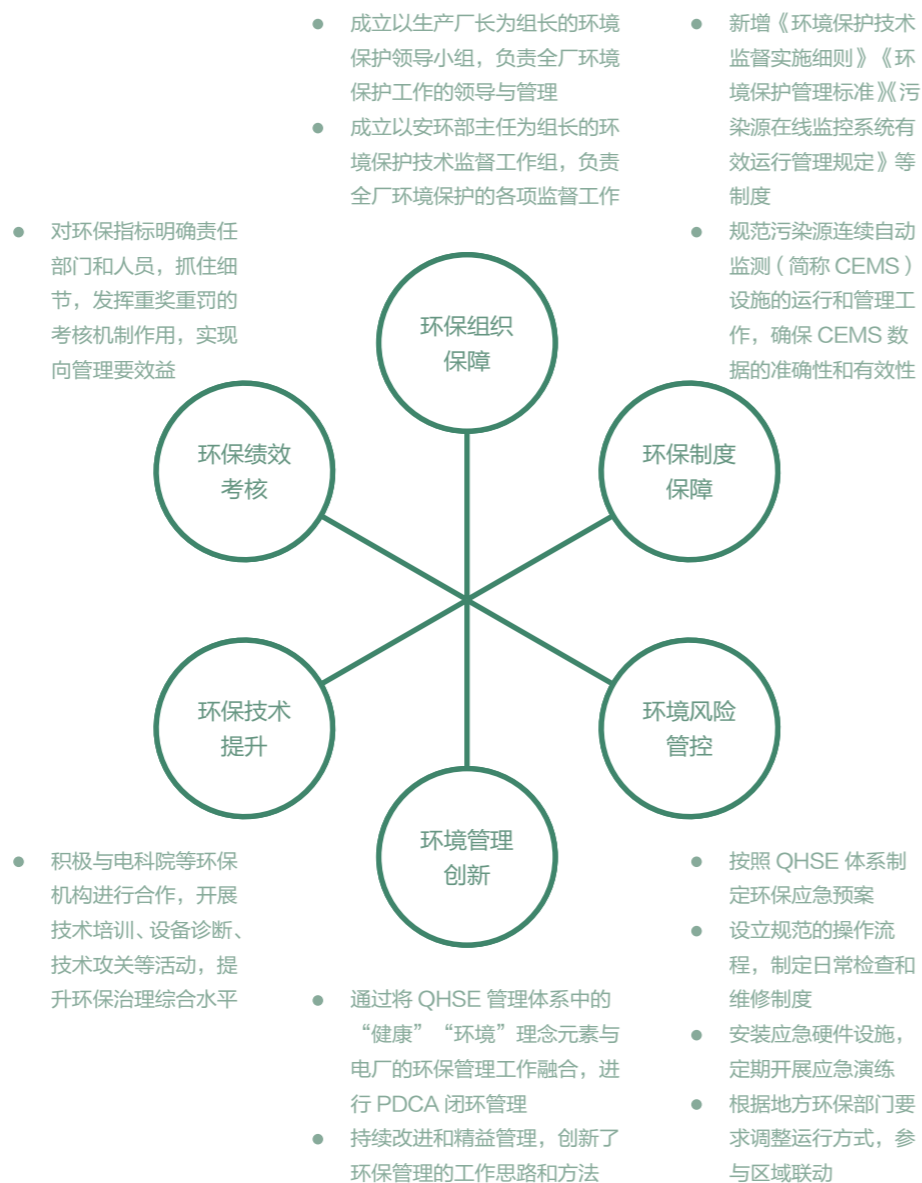 ● 成立以生产厂长为组长的环境
保护领导小组，负责全厂环境
保护工作的领导与管理
● 成立以安环部主任为组长的环
境保护技术监督工作组，负责
全厂环境保护的各项监督工作
● 新增《环境保护技术
监督实施细则》《环
境保护管理标准》《污
染源在线监控系统有
效运行管理规定》等
制度
● 规范污染源连续自动
监测（简称 CEMS）
设施的运行和管理工
作，确保 CEMS 数
据的准确性和有效性
● 对环保指标明确责任
部门和人员，抓住细
节，发挥重奖重罚的
考核机制作用，实现
向管理要效益
环保组织
保障
环保绩效
考核
环保制度
保障
环保技术
提升
环境风险
管控
环境管理
创新
● 积极与电科院等环保
机构进行合作，开展
技术培训、设备诊断、
技术攻关等活动，提
升环保治理综合水平
● 通过将 QHSE 管理体系中的
“健康”“环境”理念元素与
电厂的环保管理工作融合，进
行 PDCA 闭环管理
● 持续改进和精益管理，创新了
环保管理的工作思路和方法
● 按照 QHSE 体系制
定环保应急预案
● 设立规范的操作流
程，制定日常检查和
维修制度
● 安装应急硬件设施，
定期开展应急演练
● 根据地方环保部门要
求调整运行方式，参
与区域联动